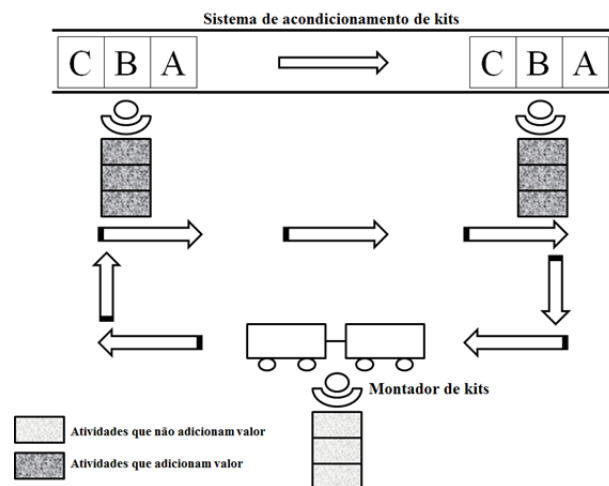 Sistema de acondicionamento de kits
C B A
C B A
Montador de kits
Atividades que não adicionam valor
Atividades que adicionam valor